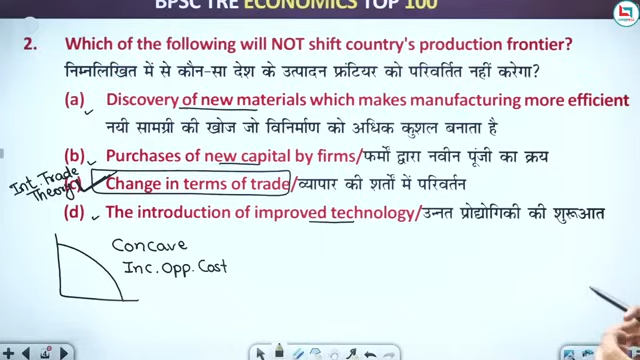 BPSC TRE ECONOMICS TOP 100
2. Which of the following will NOT shift country's production frontier?
निम्नलिखित में से कौन-सा देश के उत्पादन फ्रंटियर को परिवर्तित नहीं करेगा?
(a) Discovery of new materials which makes manufacturing more efficient
नयी सामग्री की खोज जो विनिर्माण को अधिक कुशल बनाता है
(b) Purchases of new capital by firms/फर्मों द्वारा नवीन पूंजी का क्रय
Int. Trade
Theory
(c) Change in terms of trade/व्यापार की शर्तों में परिवर्तन
(d) The introduction of improved technology/उन्नत प्रोद्योगिकी की शुरूआत
Concave
Inc. Opp. Cost